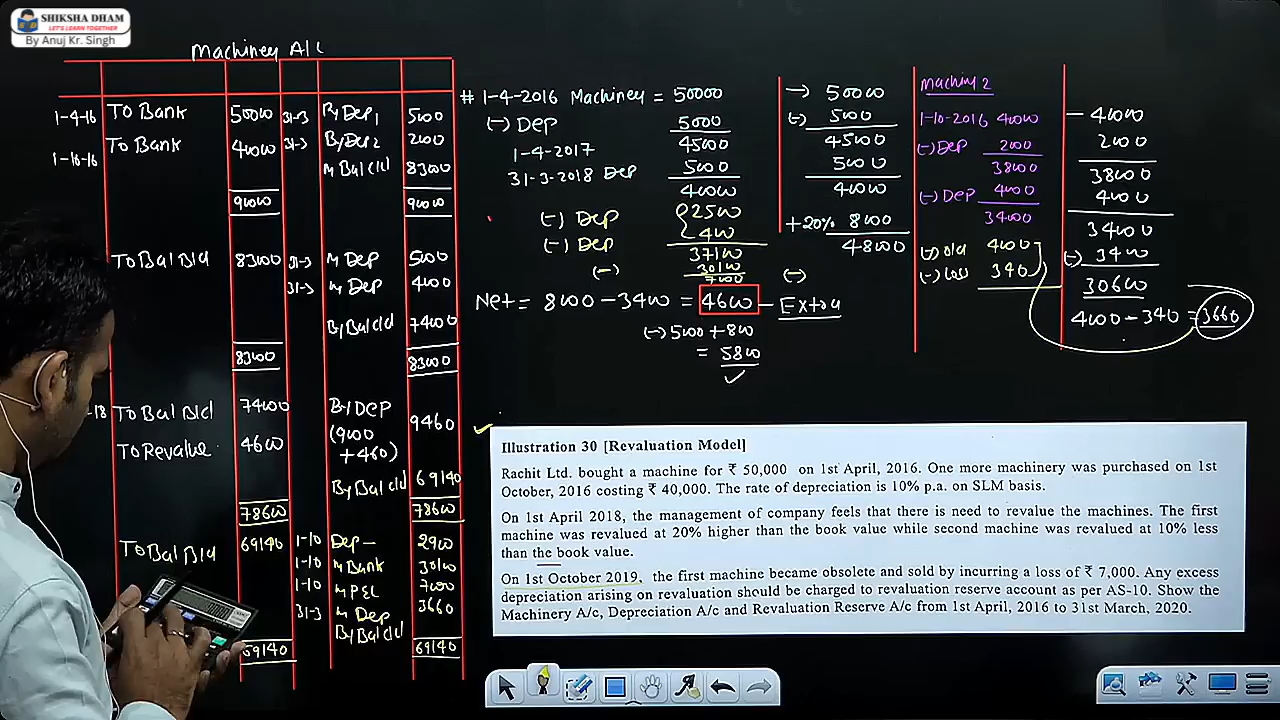 SHIKSHA DHAM
LET'S LEARN TOGETHER
By Anuj Kr. Singh
Machinery A/C
1-4-16 To Bank 50000 31-3 By Dep1 5000
1-10-16 To Bank 40000 31-3 By Dep2 2000
By Bal c/d 83000
90000
To Bal B/d 83000 31-3 By Dep 5000
31-3 By Dep 4000
By Bal c/d 74000
83000 83000
-18 To Bal B/d 74000 By DEP 9460
To Revalue 4600 (9000
+460)
By Bal c/d 69140
78600 78600
To Bal B/d 69140 1-10 Dep – 2900
1-10 By Bank 30100
1-10 By P&L 7000
31-3 By Dep 3660
By Bal c/d
69140 69140
# 1-4-2016 Machinery = 50000
(-) Dep 5000
1-4-2017 45000
31-3-2018 Dep 5000
40000
(-) Dep 2500
(-) Dep 400
37100
(-) 30100
7000
Net = 8000 – 3400 = 4600 – Extra
(-) 5000 + 800
= 5800
→ 50000
(-) 5000
45000
5000
40000
+20% 8000
48000
(-)
Machiny 2
1-10-2016 40000
(-) Dep 2000
38000
(-) Dep 4000
34000
(-) old 4000
(-) Less 340
– 40000
2000
38000
4000
34000
(-) 3400
30600
4000 – 340 = 3660
Illustration 30 [Revaluation Model]
Rachit Ltd. bought a machine for ₹ 50,000 on 1st April, 2016. One more machinery was purchased on 1st
October, 2016 costing ₹ 40,000. The rate of depreciation is 10% p.a. on SLM basis.
On 1st April 2018, the management of company feels that there is need to revalue the machines. The first
machine was revalued at 20% higher than the book value while second machine was revalued at 10% less
than the book value.
On 1st October 2019, the first machine became obsolete and sold by incurring a loss of ₹ 7,000. Any excess
depreciation arising on revaluation should be charged to revaluation reserve account as per AS-10. Show the
Machinery A/c, Depreciation A/c and Revaluation Reserve A/c from 1st April, 2016 to 31st March, 2020.